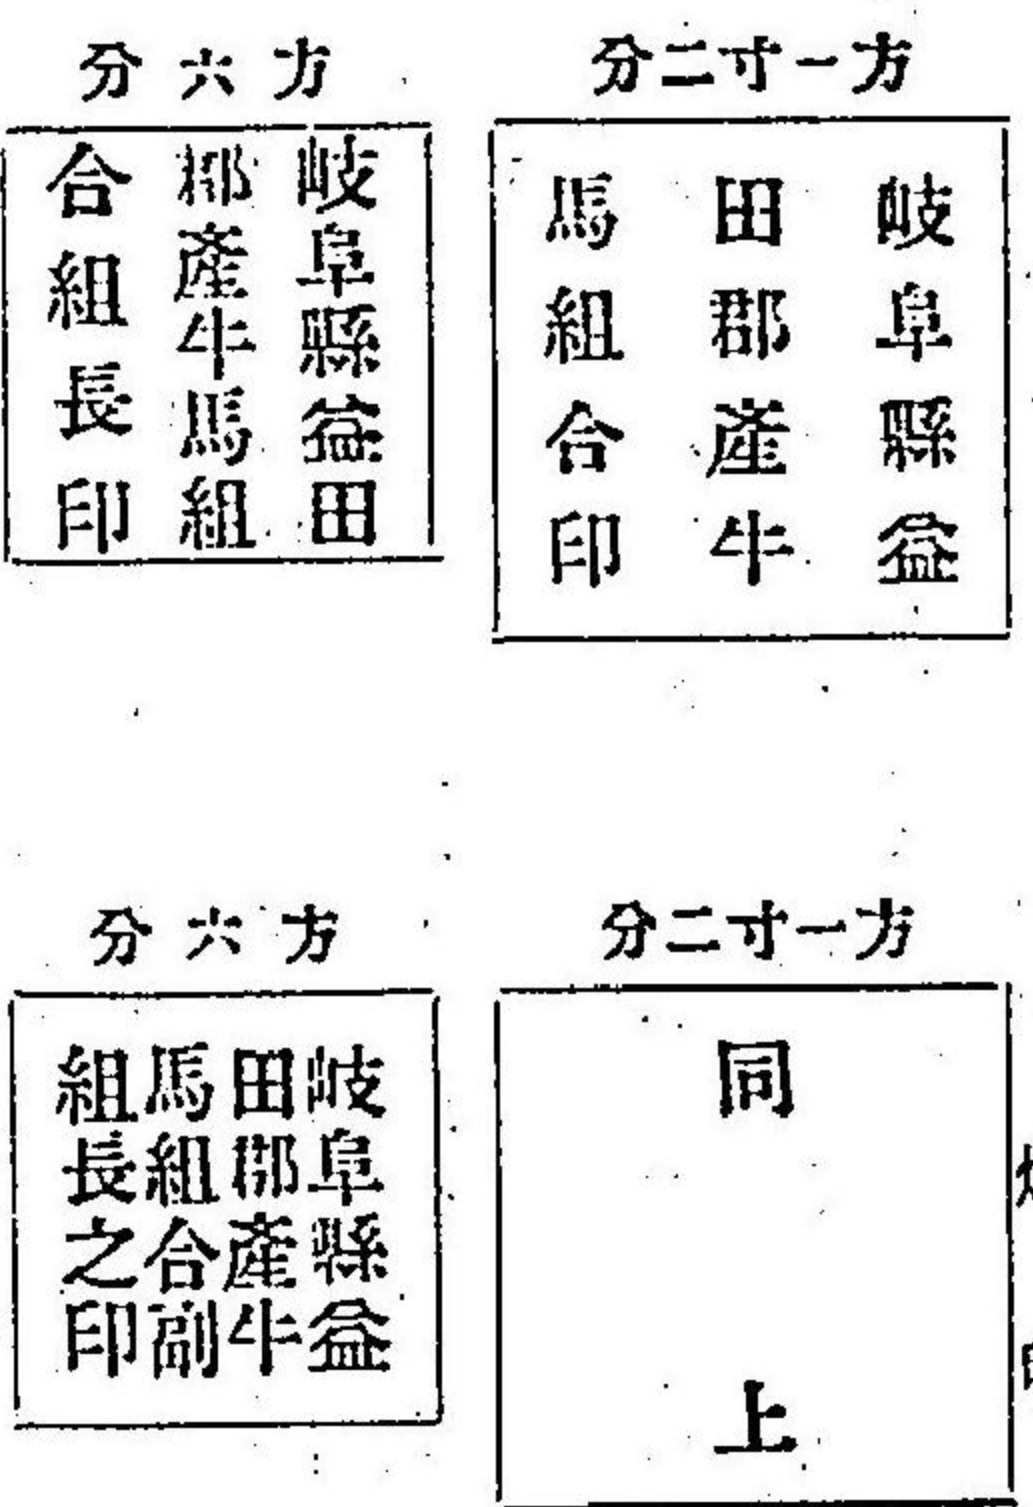 方一寸二分
岐阜縣益
田郡產牛
馬組合印
方六分
岐阜縣益田
郡產牛馬組
合組長印
方一寸二分
同上
方六分
岐阜縣益
田郡產牛
馬組合副
組長之印